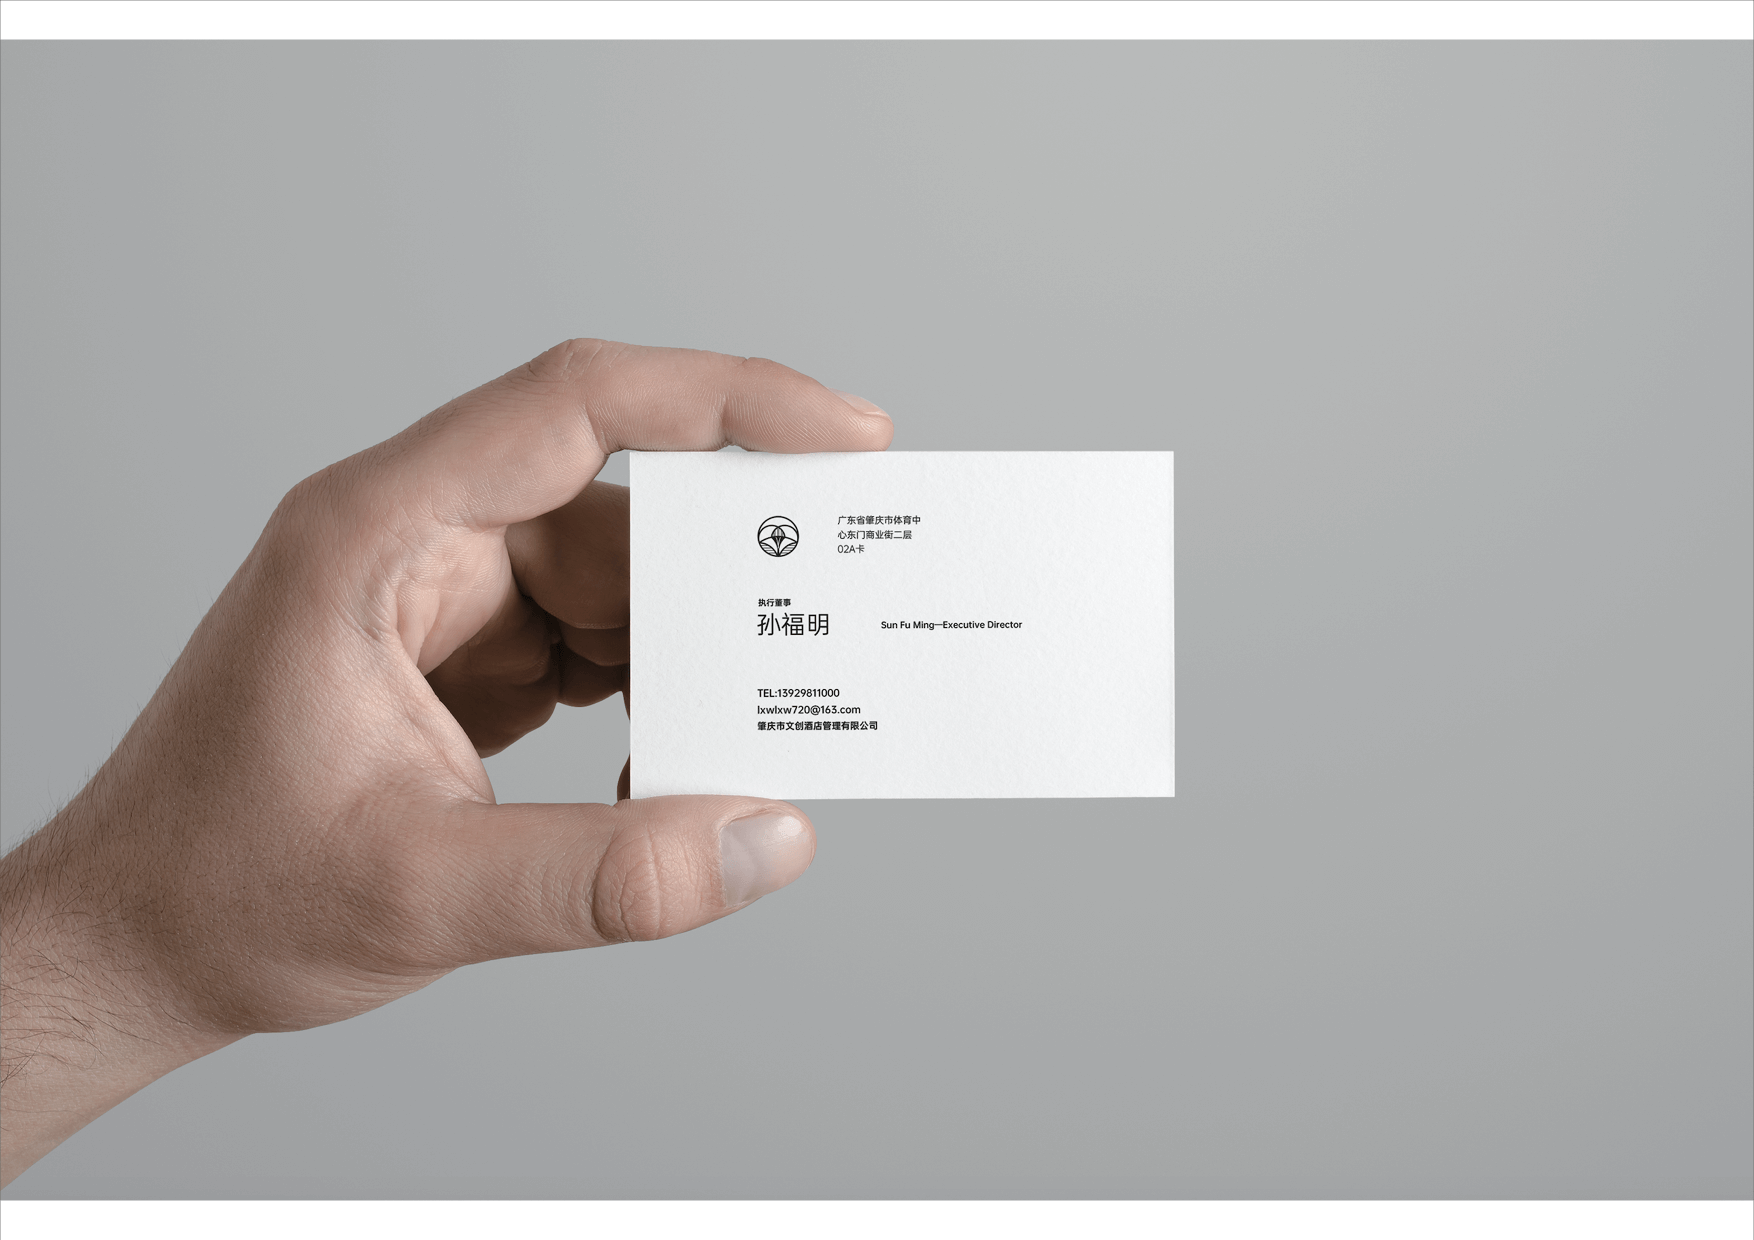 广东省肇庆市体育中
心东门商业街二层
02A卡
执行董事
孙福明
Sun Fu Ming—Executive Director
TEL:13929811000
lxwlxw720@163.com
肇庆市文创酒店管理有限公司